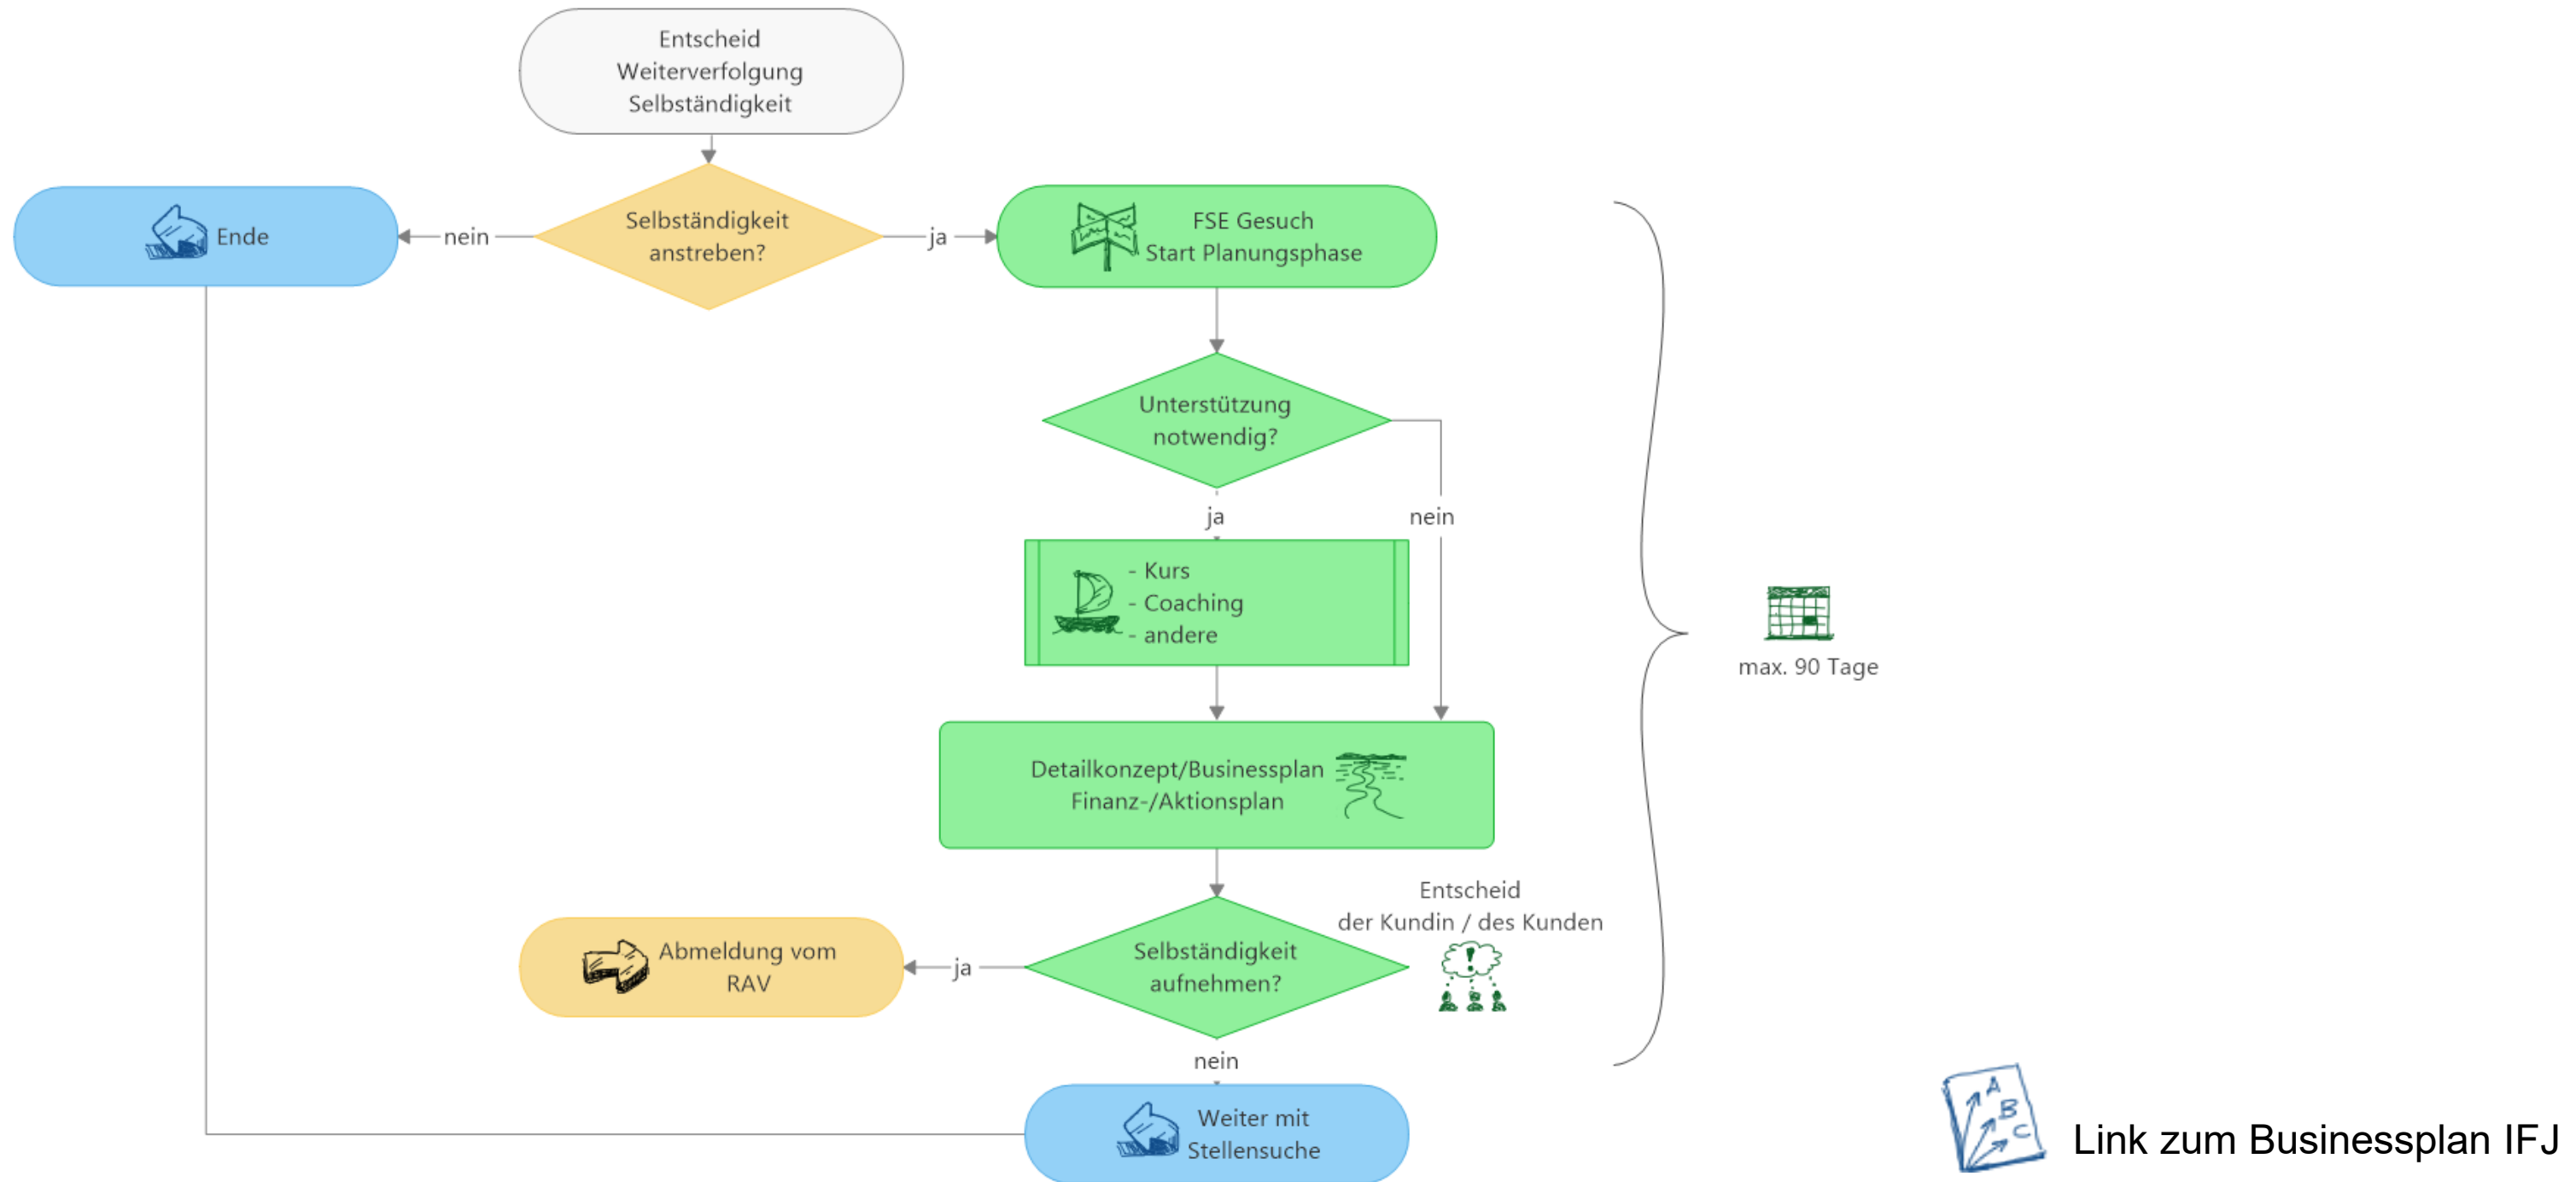 Entscheid
Weiterverfolgung
Selbständigkeit
Ende
nein
Selbständigkeit
anstreben?
ja
FSE Gesuch
Start Planungsphase
Unterstützung
notwendig?
ja
nein
- Kurs
- Coaching
- andere
max. 90 Tage
Detailkonzept/Businessplan
Finanz-/Aktionsplan
Entscheid
der Kundin / des Kunden
Abmeldung vom
RAV
ja
Selbständigkeit
aufnehmen?
nein
Weiter mit
Stellensuche
A
B
C
Link zum Businessplan IFJ